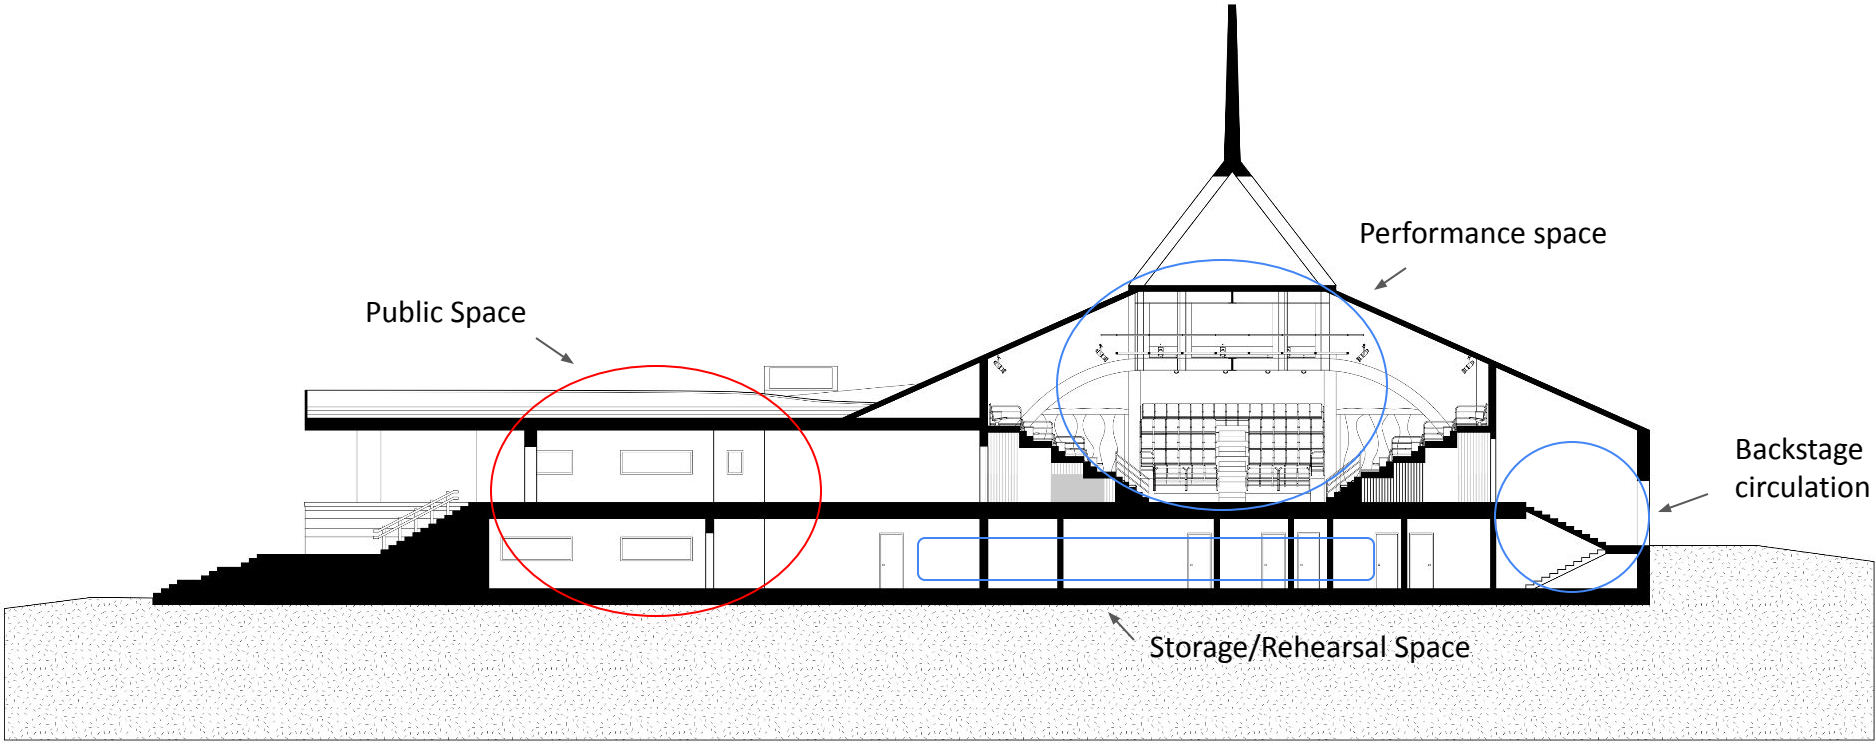 Performance space
Public Space
Backstage
circulation
Storage/Rehearsal Space